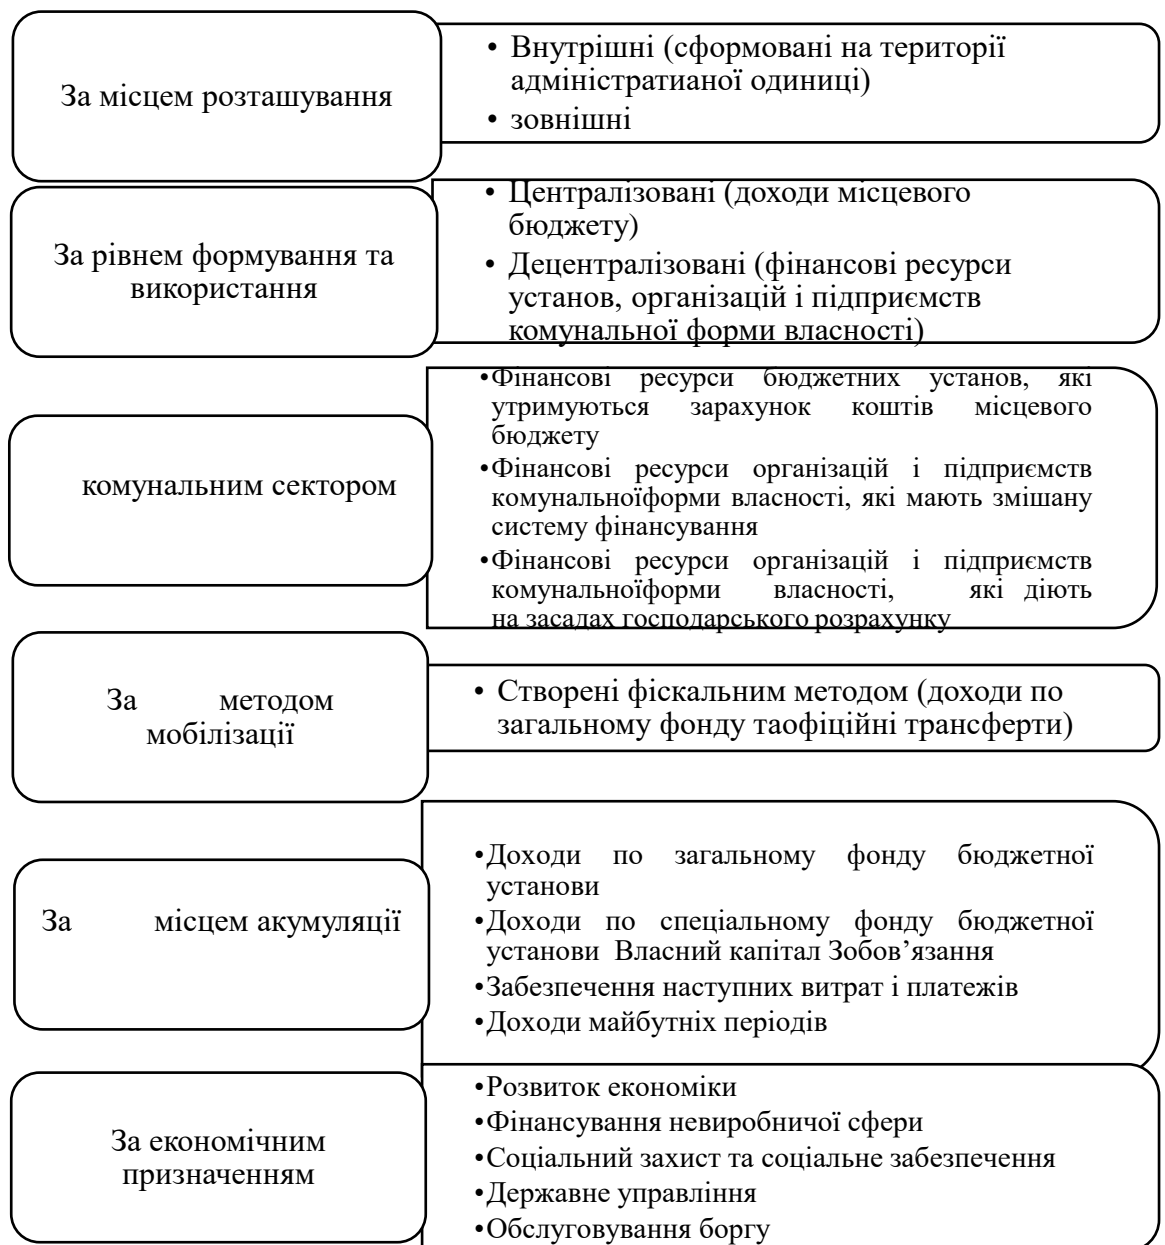 За місцем розташування
• Внутрішні (сформовані на території
адміністратианої одиниці)
• зовнішні
За рівнем формування та
використання
• Централізовані (доходи місцевого
бюджету)
• Децентралізовані (фінансові ресурси
установ, організацій і підприємств
комунальної форми власності)
комунальним сектором
•Фінансові ресурси бюджетних установ, які
утримуються зарахунок коштів місцевого
бюджету
•Фінансові ресурси організацій і підприємств
комунальноїформи власності, які мають змішану
систему фінансування
•Фінансові ресурси організацій і підприємств
комунальноїформи власності, які діють
на засадах господарського розрахунку
За методом
мобілізації
• Створені фіскальним методом (доходи по
загальному фонду таофіційні трансферти)
За місцем акумуляції
•Доходи по загальному фонду бюджетної
установи
•Доходи по спеціальному фонду бюджетної
установи Власний капітал Зобов’язання
•Забезпечення наступних витрат і платежів
•Доходи майбутніх періодів
За економічним
призначенням
•Розвиток економіки
•Фінансування невиробничої сфери
•Соціальний захист та соціальне забезпечення
•Державне управління
•Обслуговування боргу